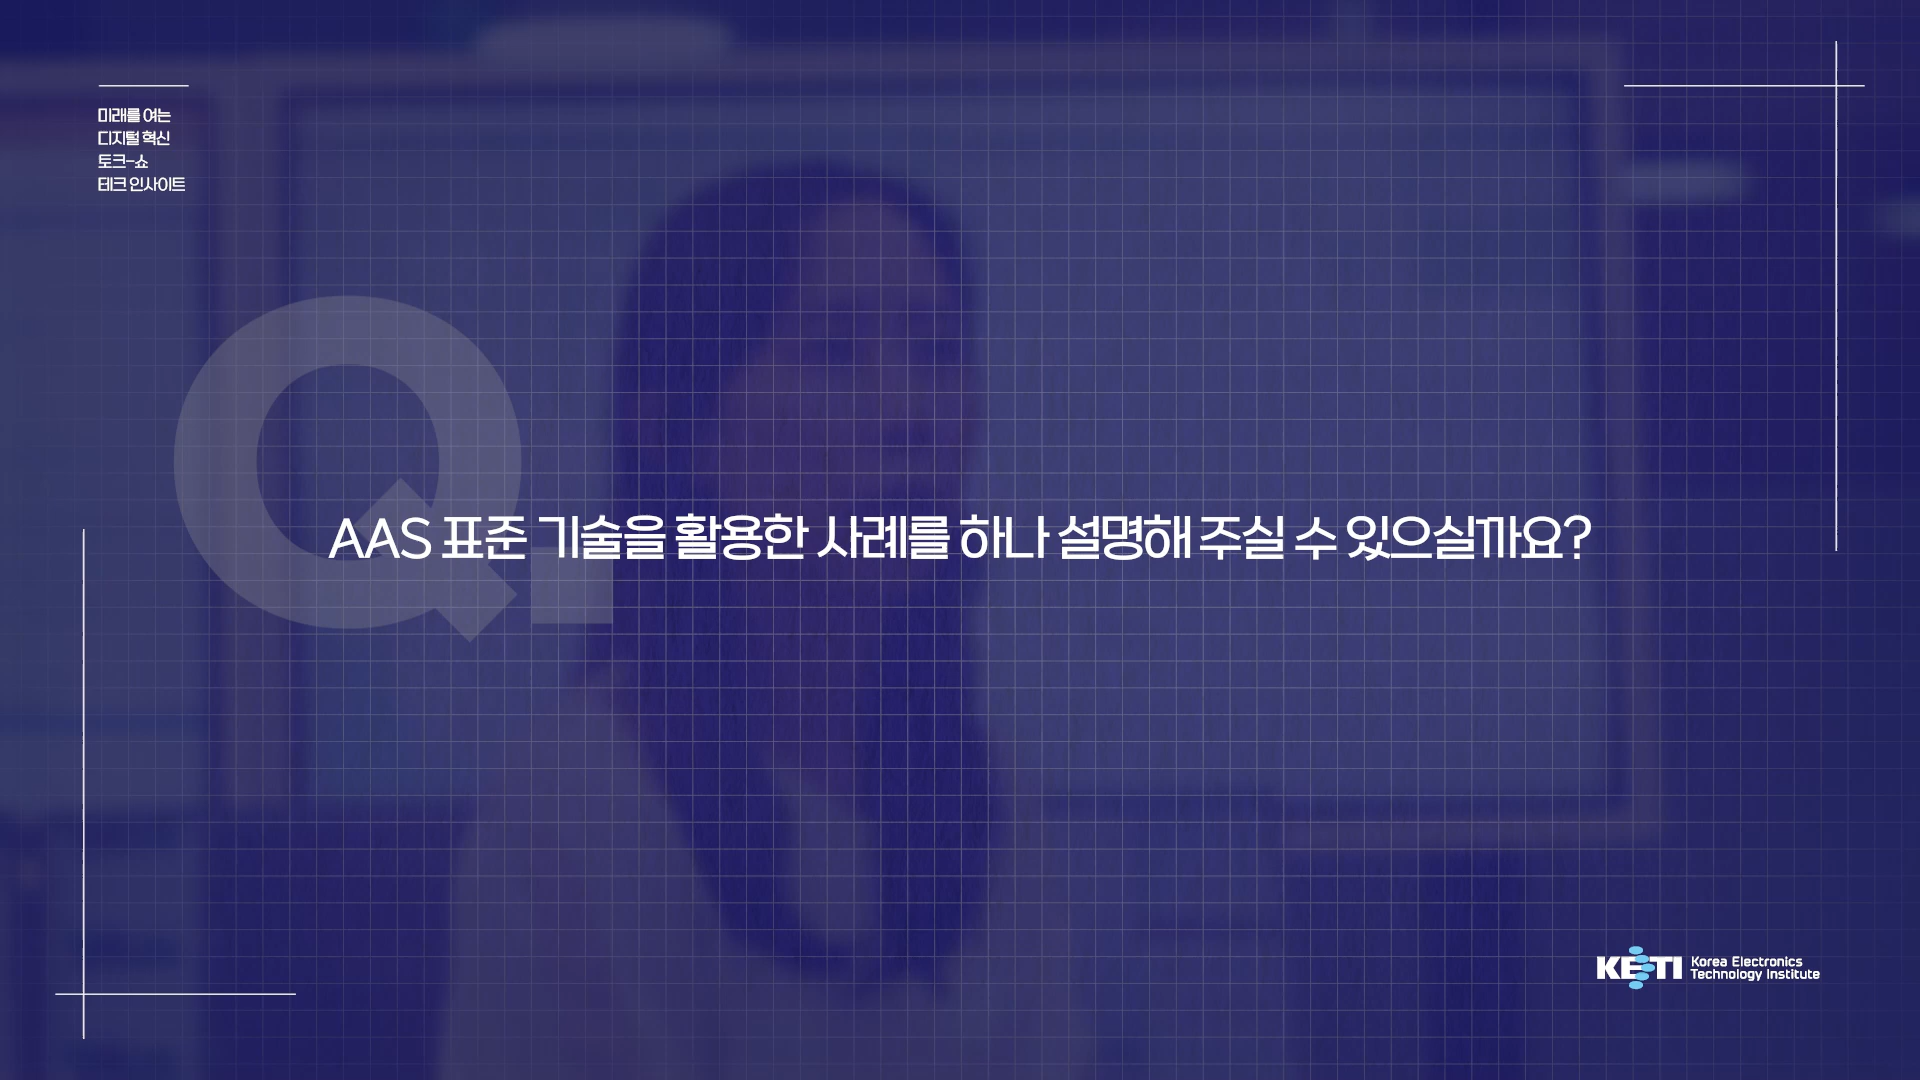 미래를 여는
디지털 혁신
토크-쇼
테크 인사이트
Q.
AAS 표준 기술을 활용한 사례를 하나 설명해 주실 수 있으실까요?
KETI Korea Electronics
Technology Institute